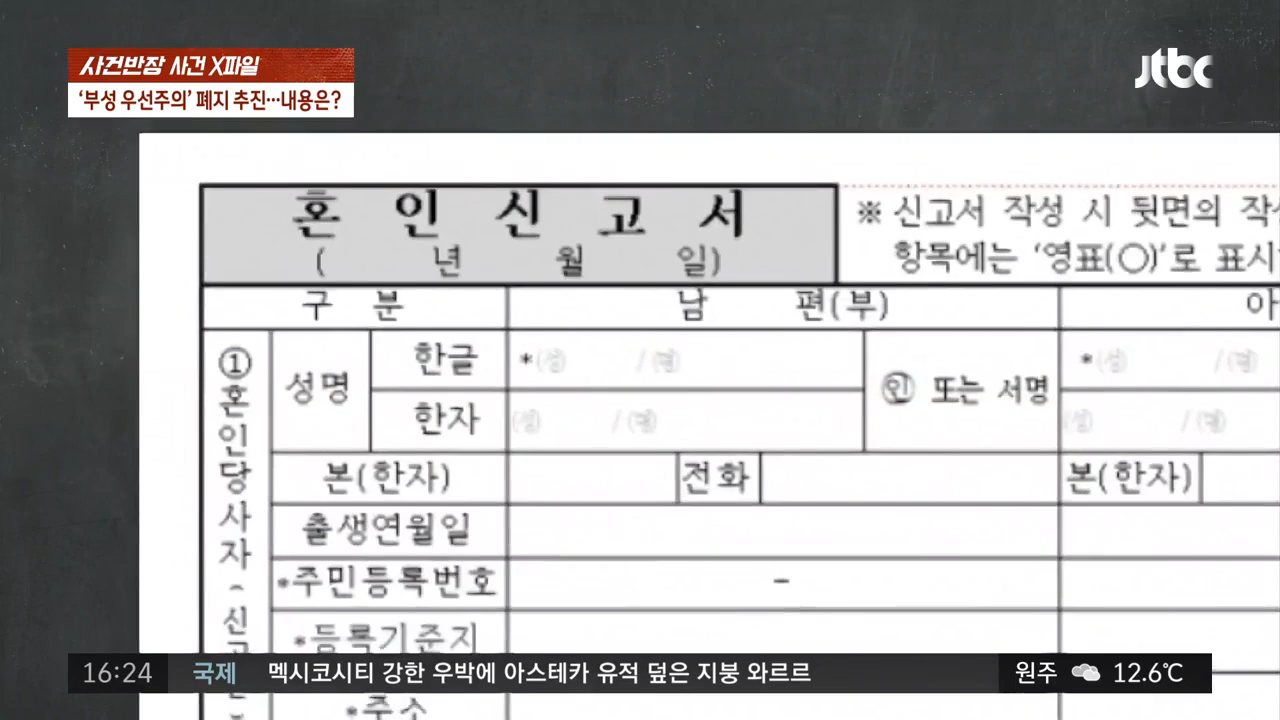 사건반장 사건 X파일
‘부성 우선주의’ 폐지 추진…내용은?
jtbc
혼 인 신 고 서
( 년 월 일)
※ 신고서 작성 시 뒷면의 작
항목에는 ‘영표(○)’로 표시
구 분
남 편(부)
아
①
혼
인
당
사
자
(
신
고
성명
한글
*(성) / (명)
㊞ 또는 서명
*(성) / (명)
한자
(성) / (명)
(성) / (명)
본(한자)
전화
본(한자)
출생연월일
*주민등록번호
-
*등록기준지
*주소
16:24
국제
멕시코시티 강한 우박에 아스테카 유적 덮은 지붕 와르르
원주
12.6℃